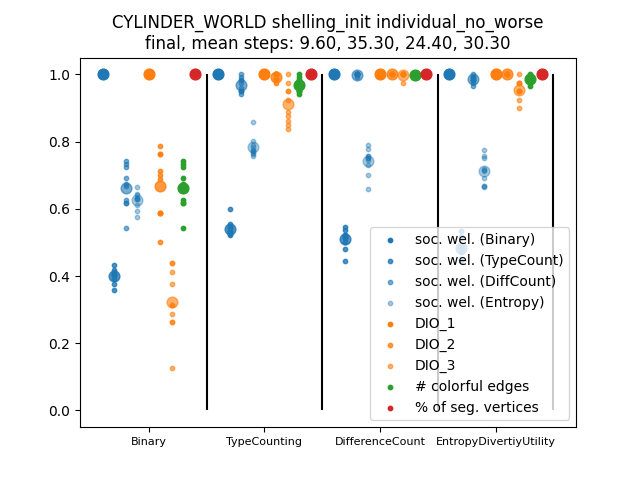 CYLINDER_WORLD shelling_init individual_no_worse
final, mean steps: 9.60, 35.30, 24.40, 30.30
1.0
0.8
0.6
0.4
0.2
0.0
soc. wel. (Binary)
soc. wel. (TypeCount)
soc. wel. (DiffCount)
soc. wel. (Entropy)
DIO_1
DIO_2
DIO_3
# colorful edges
% of seg. vertices
Binary TypeCounting DifferenceCount EntropyDivertiyUtility